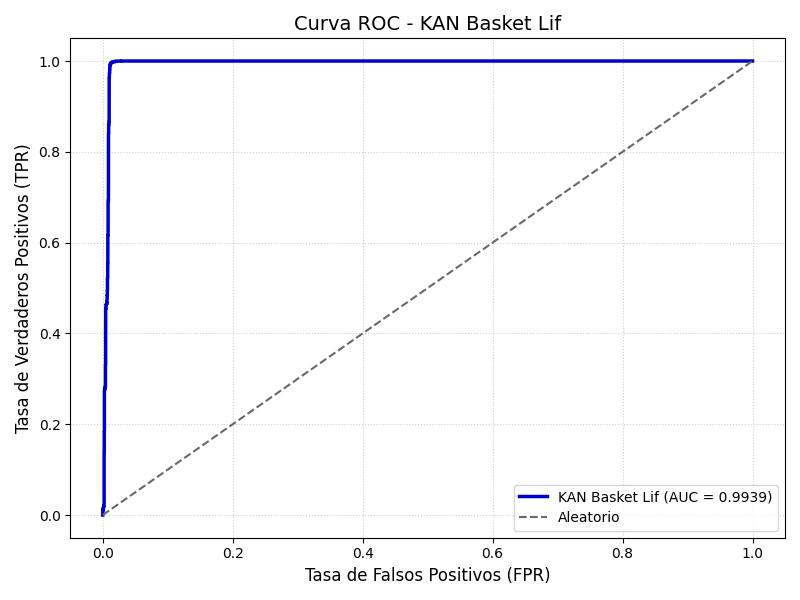 Curva ROC - KAN Basket Lif
Tasa de Verdaderos Positivos (TPR)
1.0
0.8
0.6
0.4
0.2
0.0
0.0 0.2 0.4 0.6 0.8 1.0
Tasa de Falsos Positivos (FPR)
KAN Basket Lif (AUC = 0.9939)
Aleatorio